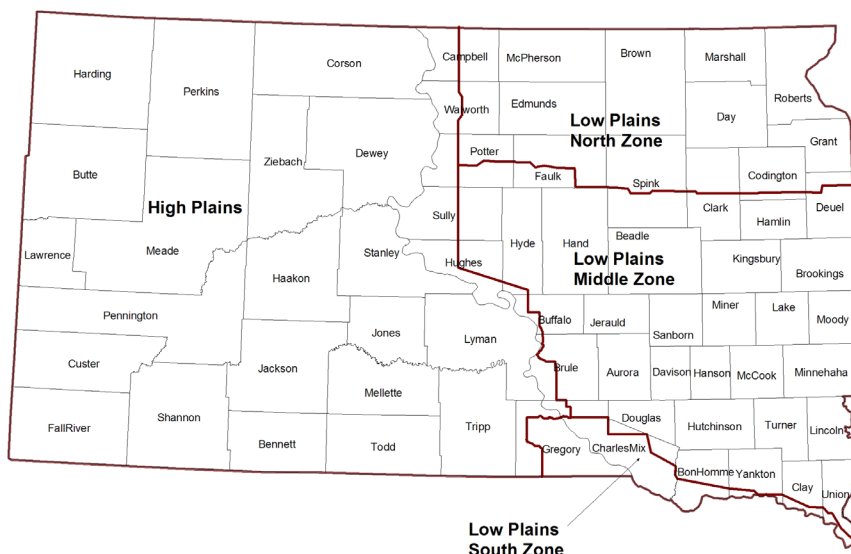 Harding
Perkins
Corson
Campbell
McPherson
Brown
Marshall
Roberts
Walworth
Edmunds
Day
Low Plains
North Zone
Grant
Butte
Ziebach
Dewey
Potter
Faulk
Spink
Codington
High Plains
Sully
Clark
Deuel
Hamlin
Lawrence
Meade
Stanley
Hyde
Hand
Beadle
Hughes
Low Plains
Middle Zone
Kingsbury
Brookings
Haakon
Pennington
Jones
Lyman
Buffalo
Jerauld
Sanborn
Miner
Lake
Moody
Custer
Jackson
Mellette
Brule
Aurora
Davison
Hanson
McCook
Minnehaha
FallRiver
Shannon
Bennett
Todd
Tripp
Gregory
CharlesMix
Douglas
Hutchinson
Turner
Lincoln
BonHomme
Yankton
Clay
Union
Low Plains
South Zone